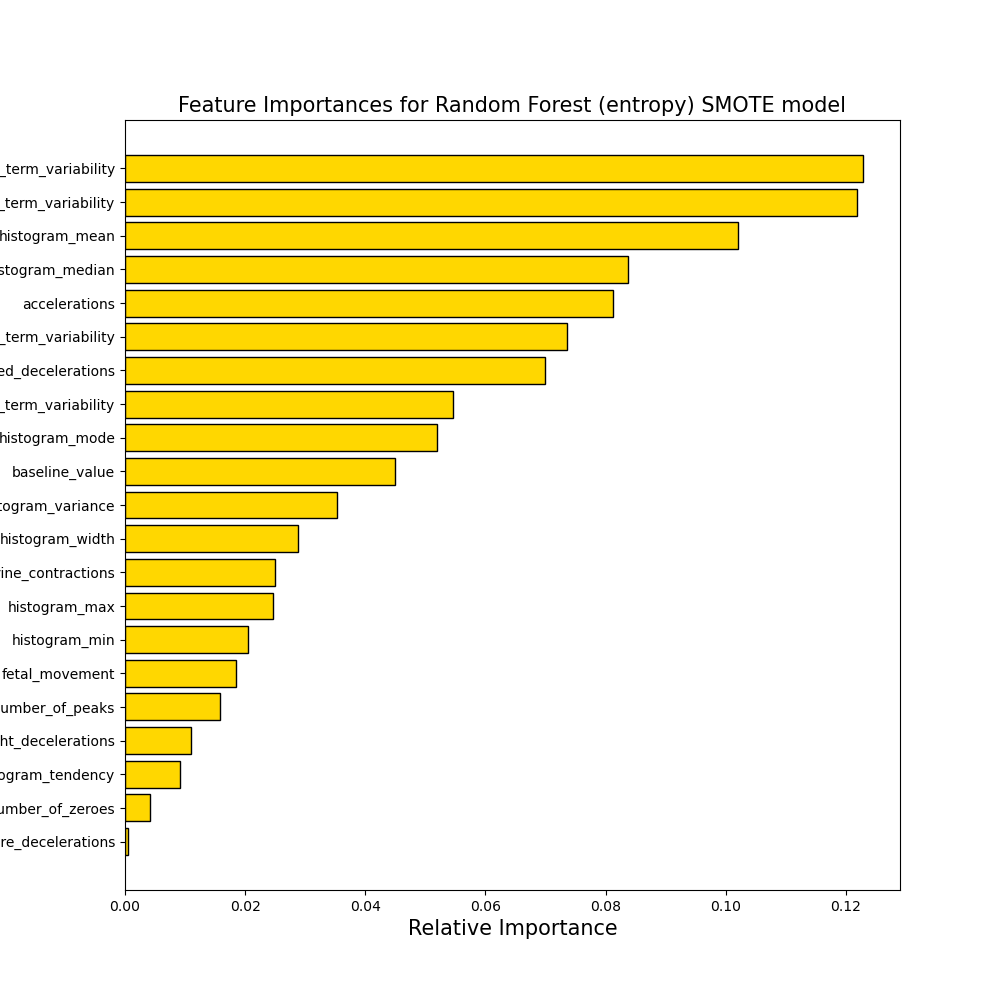 Feature Importances for Random Forest (entropy) SMOTE model
_term_variability
_term_variability
histogram_mean
stogram_median
accelerations
_term_variability
ed_decelerations
_term_variability
histogram_mode
baseline_value
togram_variance
histogram_width
rine_contractions
histogram_max
histogram_min
fetal_movement
umber_of_peaks
ht_decelerations
ogram_tendency
umber_of_zeroes
re_decelerations
0.00 0.02 0.04 0.06 0.08 0.10 0.12
Relative Importance